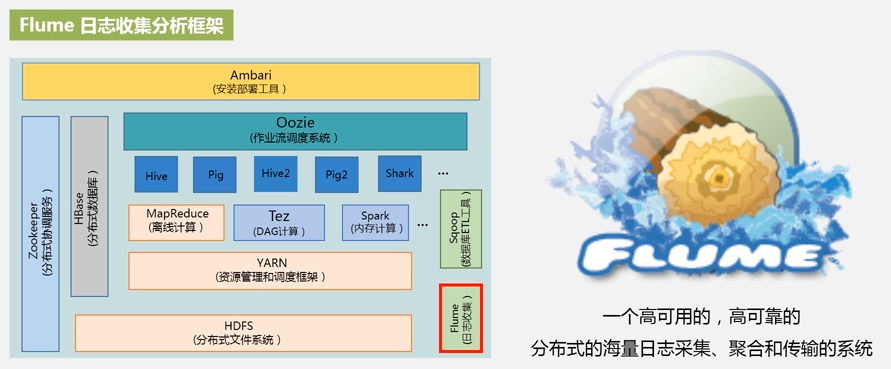 Flume 日志收集分析框架
Ambari
(安装部署工具)
Zookeeper
(分布式协调服务)
HBase
(分布式数据库)
Oozie
(作业流调度系统)
Hive
Pig
Hive2
Pig2
Shark
...
MapReduce
(离线计算)
Tez
(DAG计算)
Spark
(内存计算)
...
Sqoop
(数据库ETL工具)
YARN
(资源管理和调度框架)
Flume
(日志收集)
HDFS
(分布式文件系统)
FLUME
一个高可用的，高可靠的
分布式的海量日志采集、聚合和传输的系统